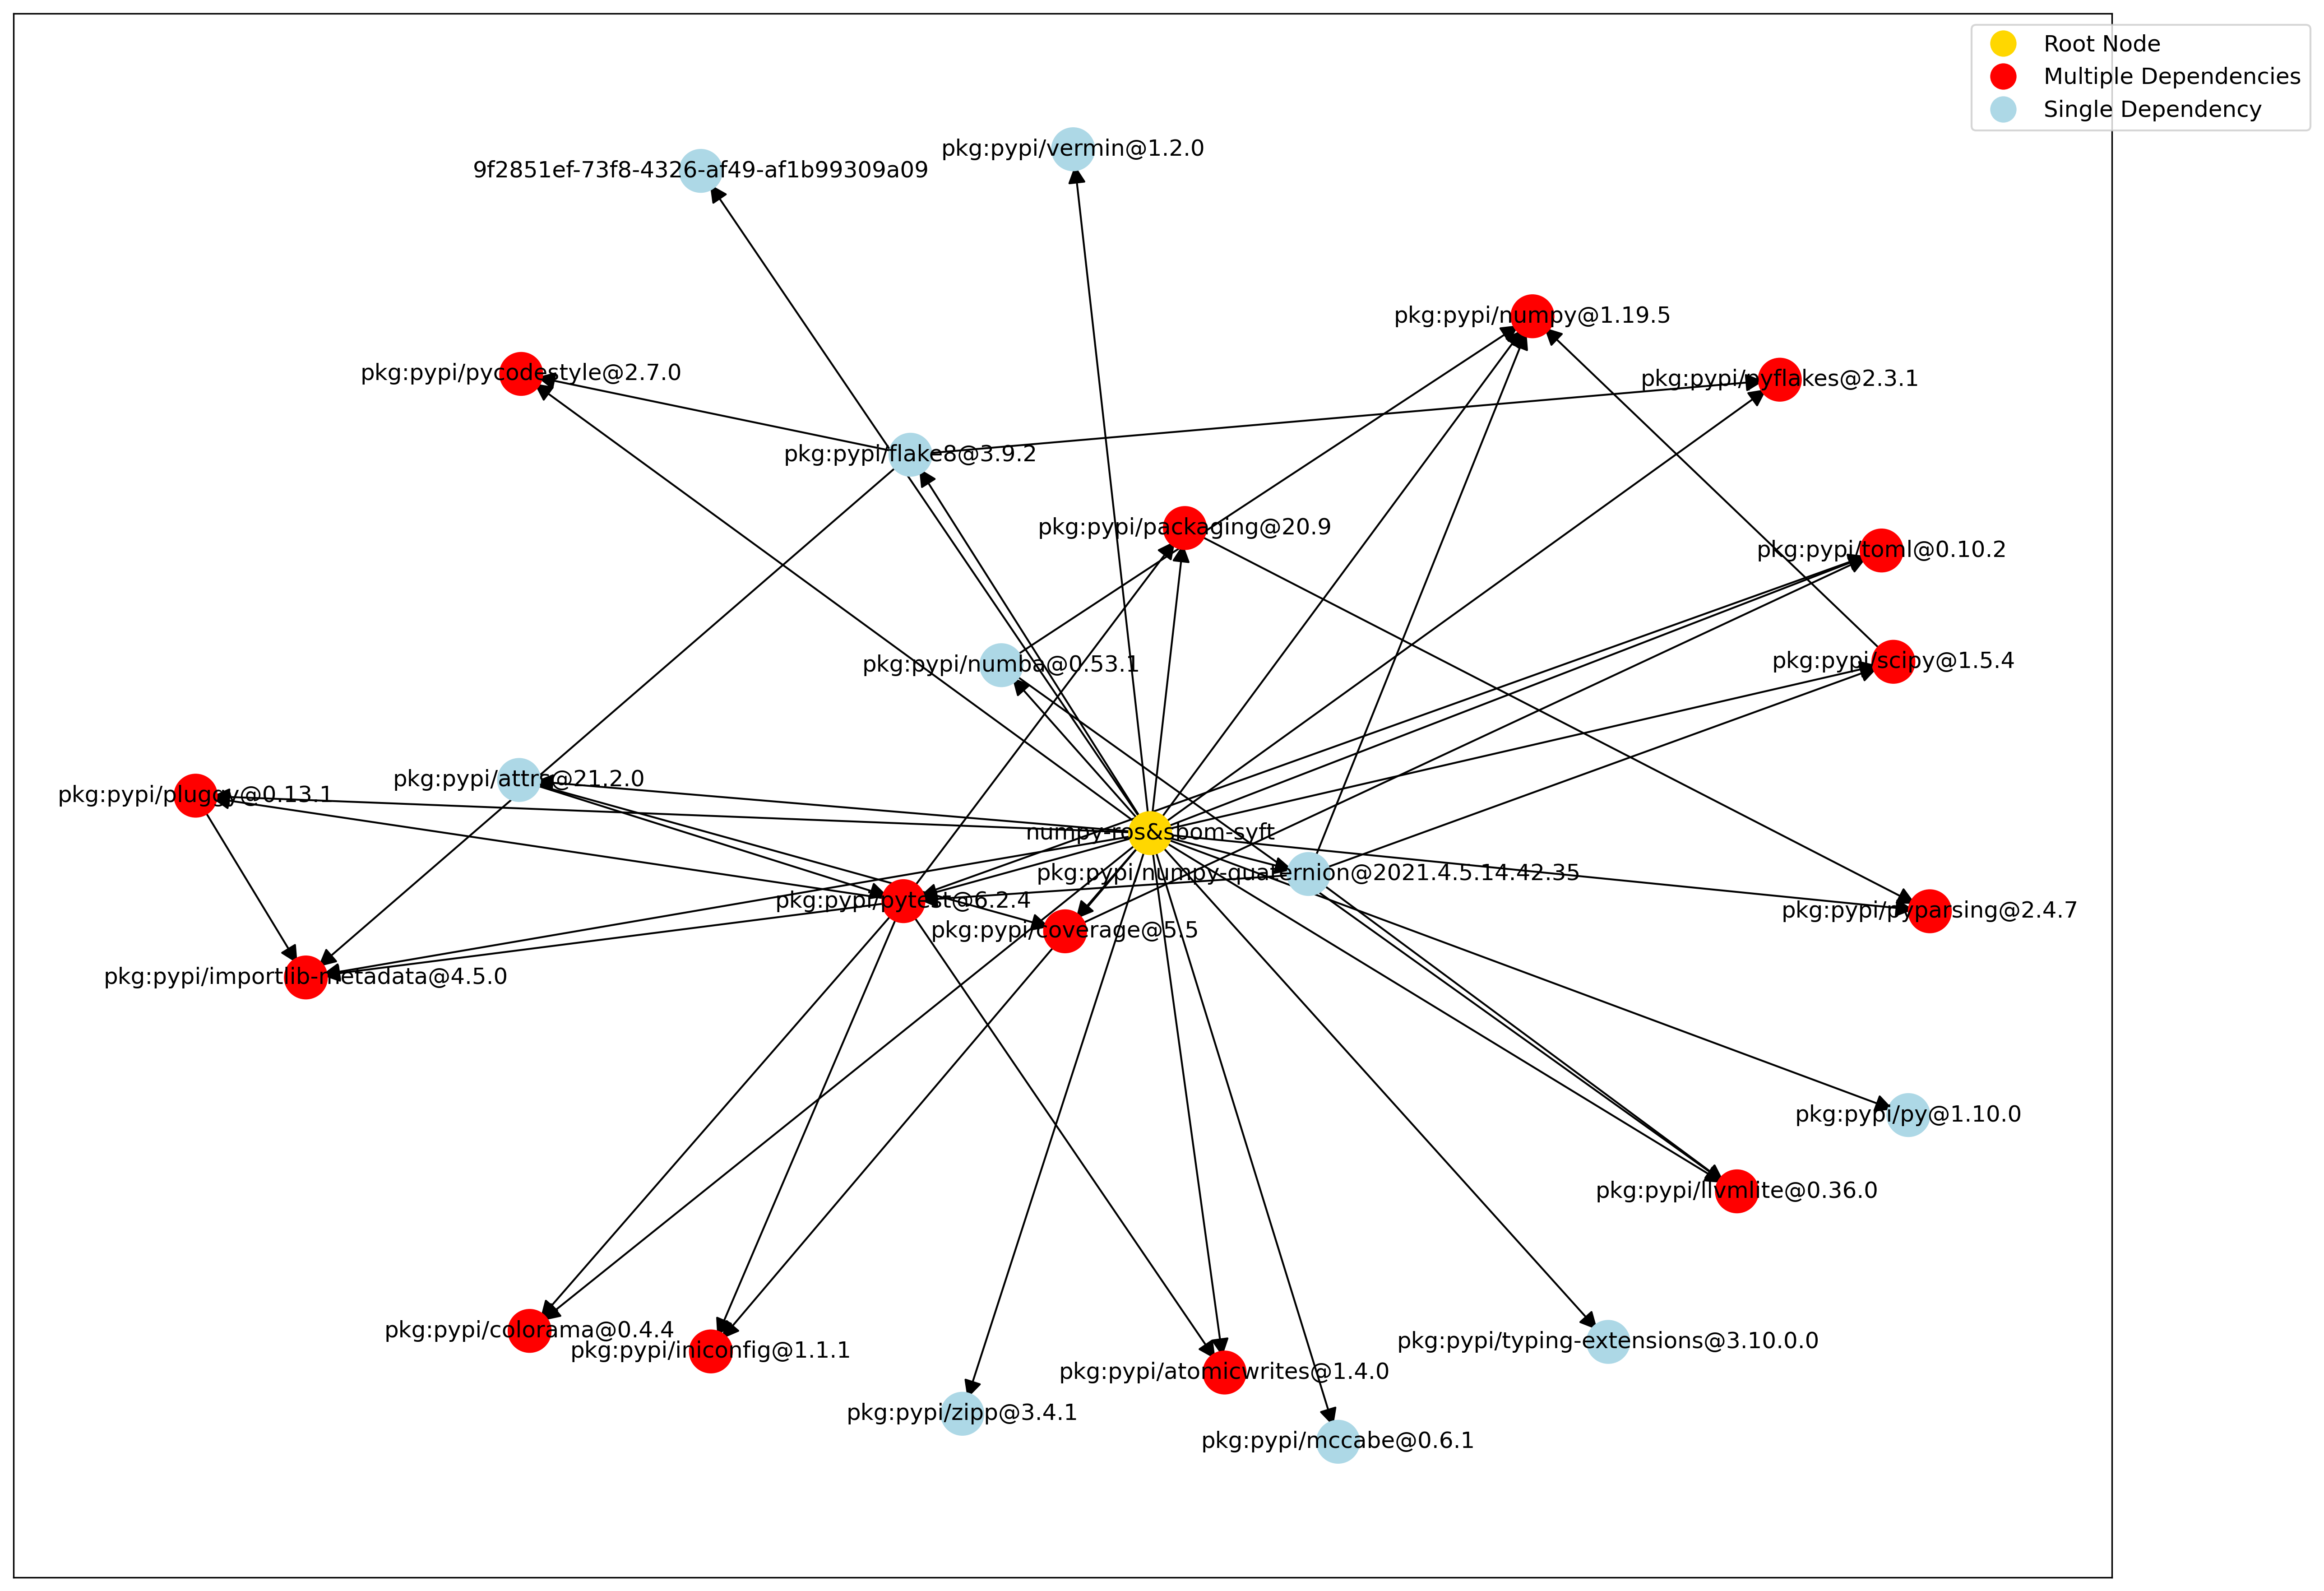 Root Node
Multiple Dependencies
Single Dependency
pkg:pypi/vermin@1.2.0
9f2851ef-73f8-4326-af49-af1b99309a09
pkg:pypi/numpy@1.19.5
pkg:pypi/pycodestyle@2.7.0
pkg:pypi/pyflakes@2.3.1
pkg:pypi/flake8@3.9.2
pkg:pypi/packaging@20.9
pkg:pypi/toml@0.10.2
pkg:pypi/numba@0.53.1
pkg:pypi/scipy@1.5.4
pkg:pypi/attrs@21.2.0
pkg:pypi/pluggy@0.13.1
numpy-ros&sbom-syft
pkg:pypi/numpy-quaternion@2021.4.5.14.42.35
pkg:pypi/pytest@6.2.4
pkg:pypi/pyparsing@2.4.7
pkg:pypi/coverage@5.5
pkg:pypi/importlib-metadata@4.5.0
pkg:pypi/py@1.10.0
pkg:pypi/llvmlite@0.36.0
pkg:pypi/colorama@0.4.4
pkg:pypi/typing-extensions@3.10.0.0
pkg:pypi/iniconfig@1.1.1
pkg:pypi/atomicwrites@1.4.0
pkg:pypi/zipp@3.4.1
pkg:pypi/mccabe@0.6.1